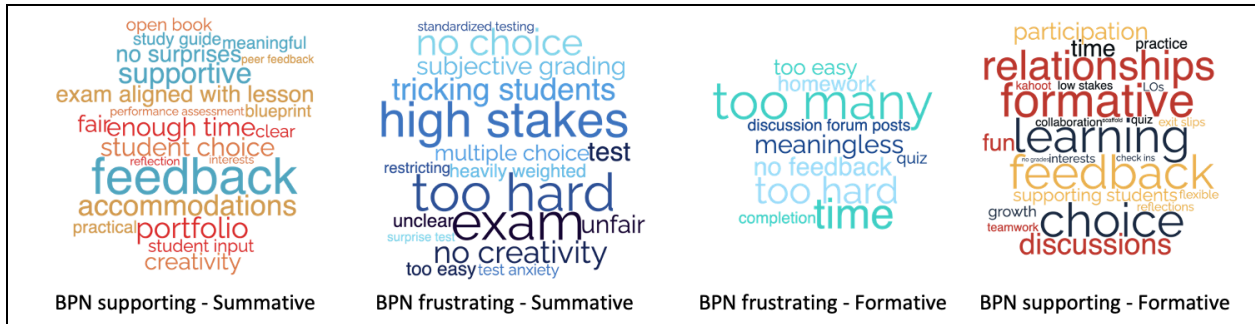 open book
study guide meaningful
no surprises peer feedback
supportive
exam aligned with lesson
performance assessment blueprint
fair enough time clear
student choice
reflection interests
feedback
accommodations
practical portfolio
student input
creativity
BPN supporting - Summative
standardized testing
no choice
subjective grading
tricking students
high stakes
multiple choice test
restricting heavily weighted
too hard
unclear exam unfair
surprise test
no creativity
too easy test anxiety
BPN frustrating - Summative
too easy
homework
too many
discussion forum posts
meaningless
no feedback quiz
too hard
completion time
BPN frustrating - Formative
participation
time practice
relationships
kahoot low stakes LOs
formative
collaboration scaffold quiz exit slips
fun learning
no grades interests check ins
feedback
supporting students flexible
reflections
growth choice
teamwork
discussions
BPN supporting - Formative